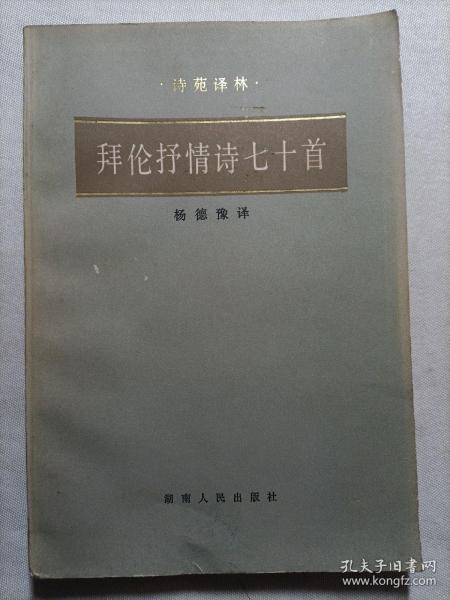 ·诗苑译林·
拜伦抒情诗七十首
杨德豫译
湖南人民出版社
孔夫子旧书网
www.kongfz.com